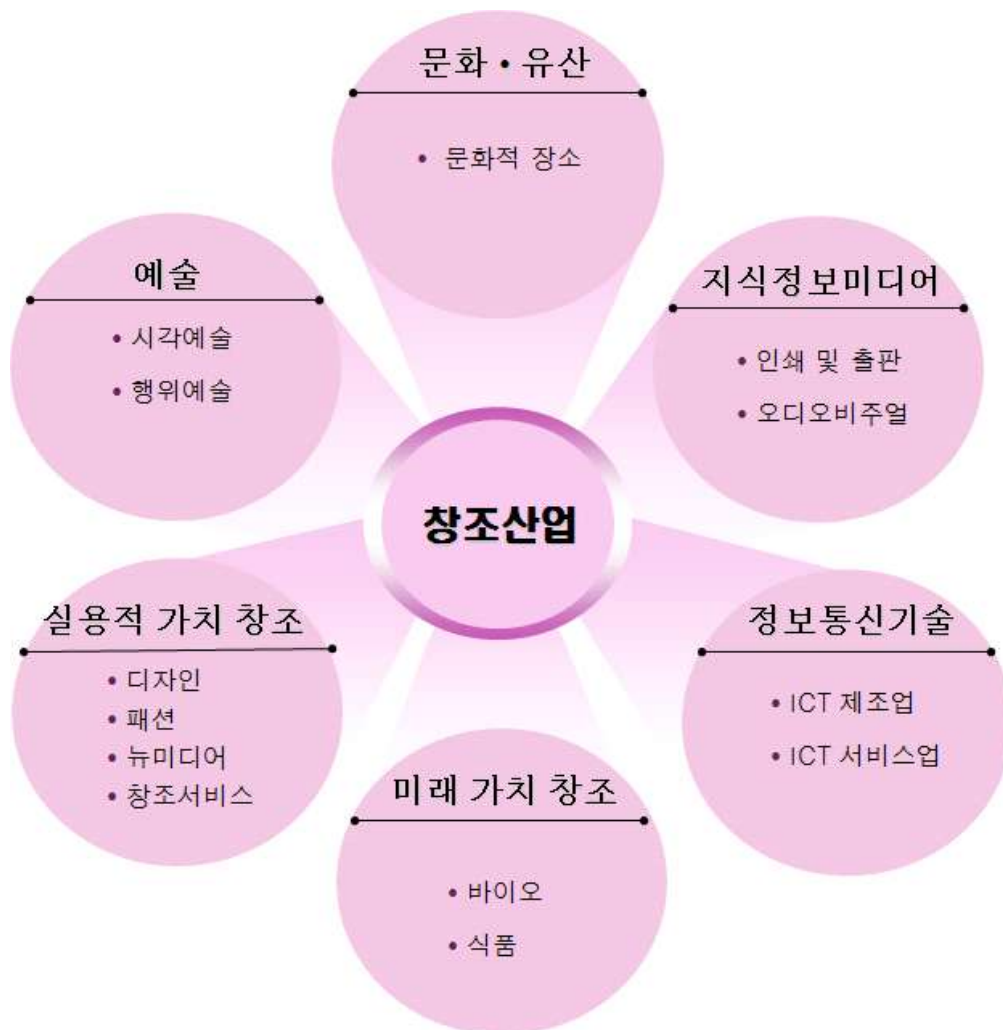 문화 • 유산
• 문화적 장소
예술
• 시각예술
• 행위예술
지식정보미디어
• 인쇄 및 출판
• 오디오비주얼
창조산업
실용적 가치 창조
• 디자인
• 패션
• 뉴미디어
• 창조서비스
정보통신기술
• ICT 제조업
• ICT 서비스업
미래 가치 창조
• 바이오
• 식품